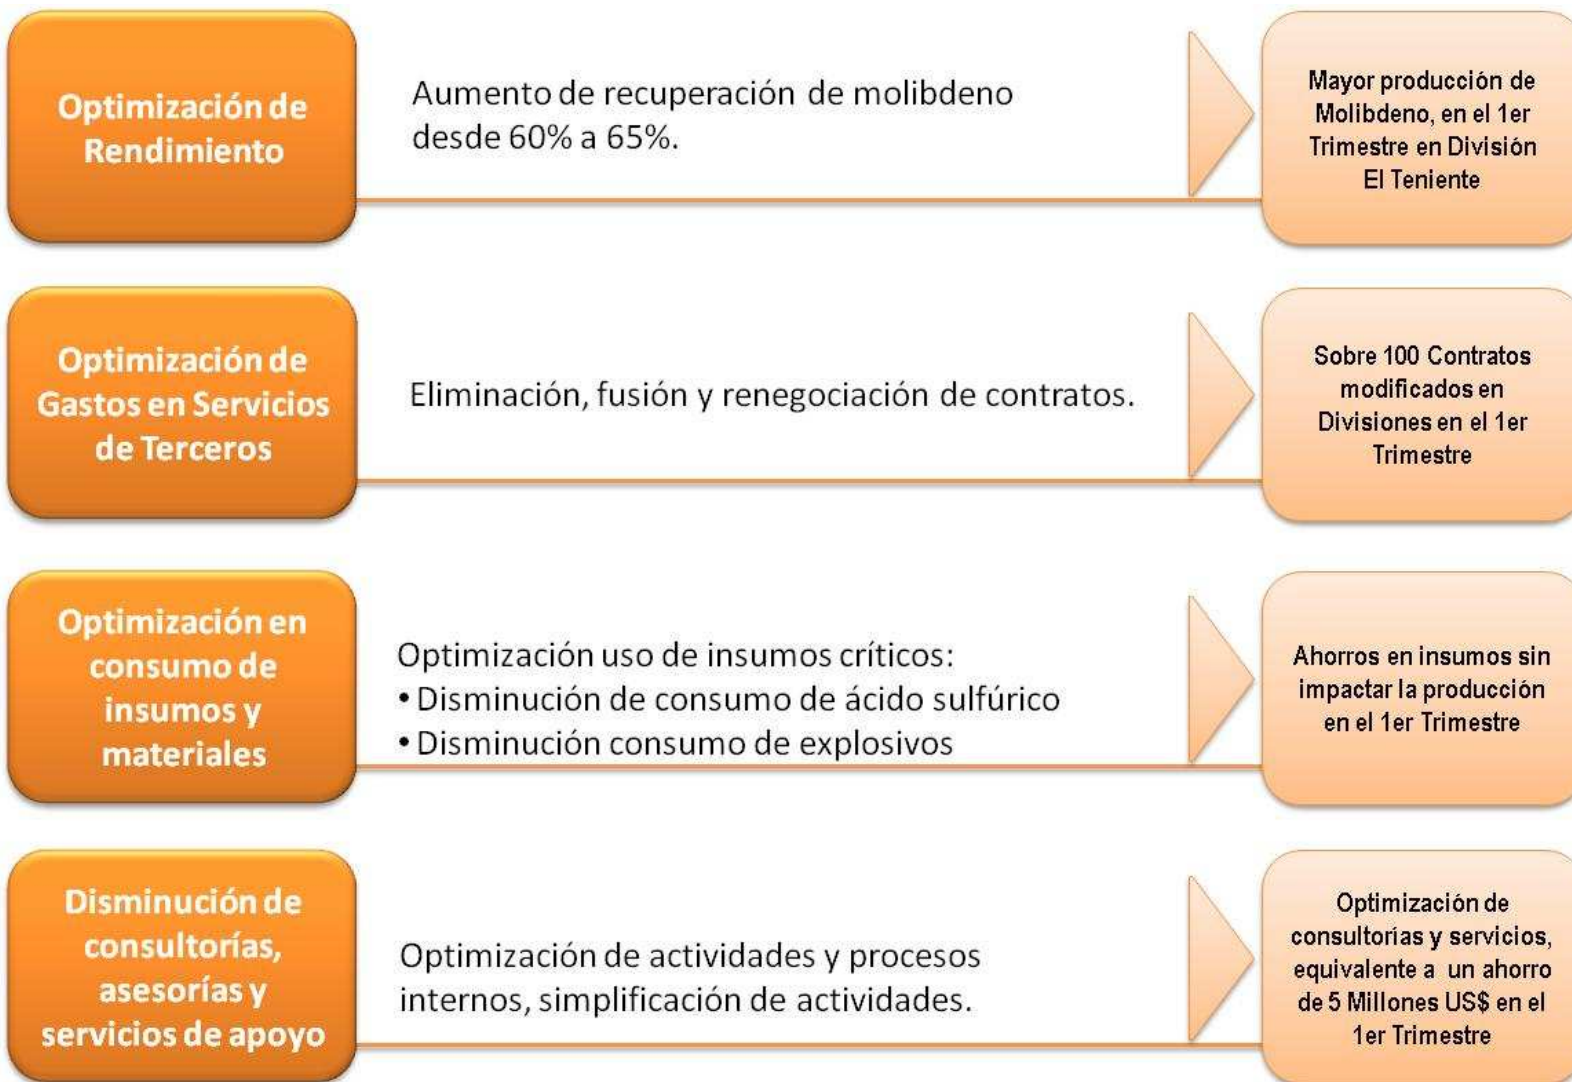 Optimización de
Rendimiento
Aumento de recuperación de molibdeno
desde 60% a 65%.
Mayor producción de
Molibdeno, en el 1er
Trimestre en División
El Teniente
Optimización de
Gastos en Servicios
de Terceros
Eliminación, fusión y renegociación de contratos.
Sobre 100 Contratos
modificados en
Divisiones en el 1er
Trimestre
Optimización en
consumo de
insumos y
materiales
Optimización uso de insumos críticos:
• Disminución de consumo de ácido sulfúrico
• Disminución consumo de explosivos
Ahorros en insumos sin
impactar la producción
en el 1er Trimestre
Disminución de
consultorías,
asesorías y
servicios de apoyo
Optimización de actividades y procesos
internos, simplificación de actividades.
Optimización de
consultorías y servicios,
equivalente a un ahorro
de 5 Millones US$ en el
1er Trimestre